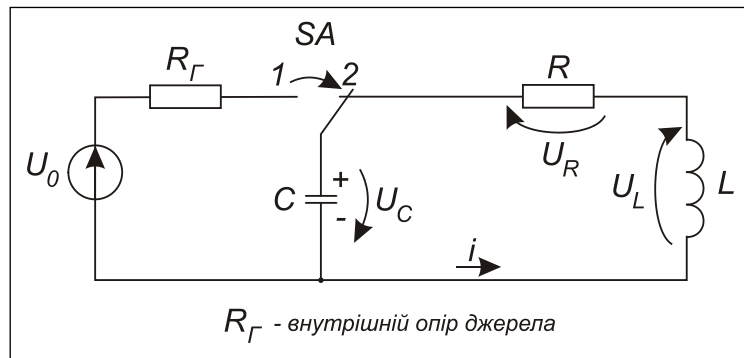 SA
R_Г 1 2 R
U_0 C + - U_C U_R U_L L
i
R_Г - внутрішній опір джерела